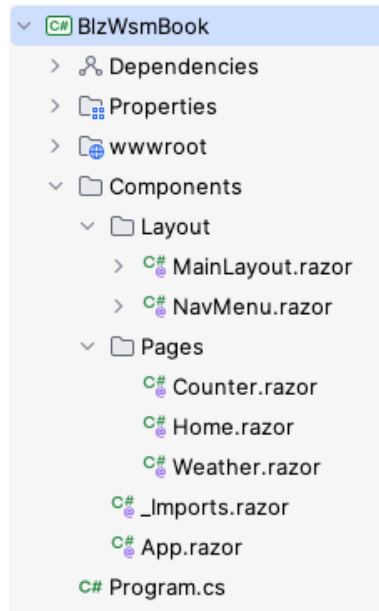 C# BlzWsmBook
Dependencies
Properties
wwwroot
Components
Layout
C# MainLayout.razor
C# NavMenu.razor
Pages
C# Counter.razor
C# Home.razor
C# Weather.razor
C# _Imports.razor
C# App.razor
C# Program.cs